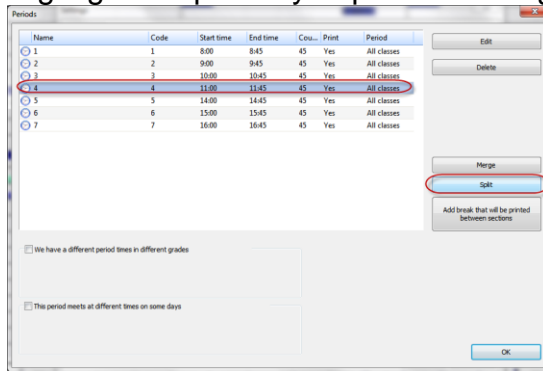 Periods
Name Code Start time End time Cou... Print Period
1 1 8:00 8:45 45 Yes All classes
2 2 9:00 9:45 45 Yes All classes
3 3 10:00 10:45 45 Yes All classes
4 4 11:00 11:45 45 Yes All classes
5 5 14:00 14:45 45 Yes All classes
6 6 15:00 15:45 45 Yes All classes
7 7 16:00 16:45 45 Yes All classes
Edit
Delete
Merge
Split
Add break that will be printed
between sections
We have a different period times in different grades
This period meets at different times on some days
OK